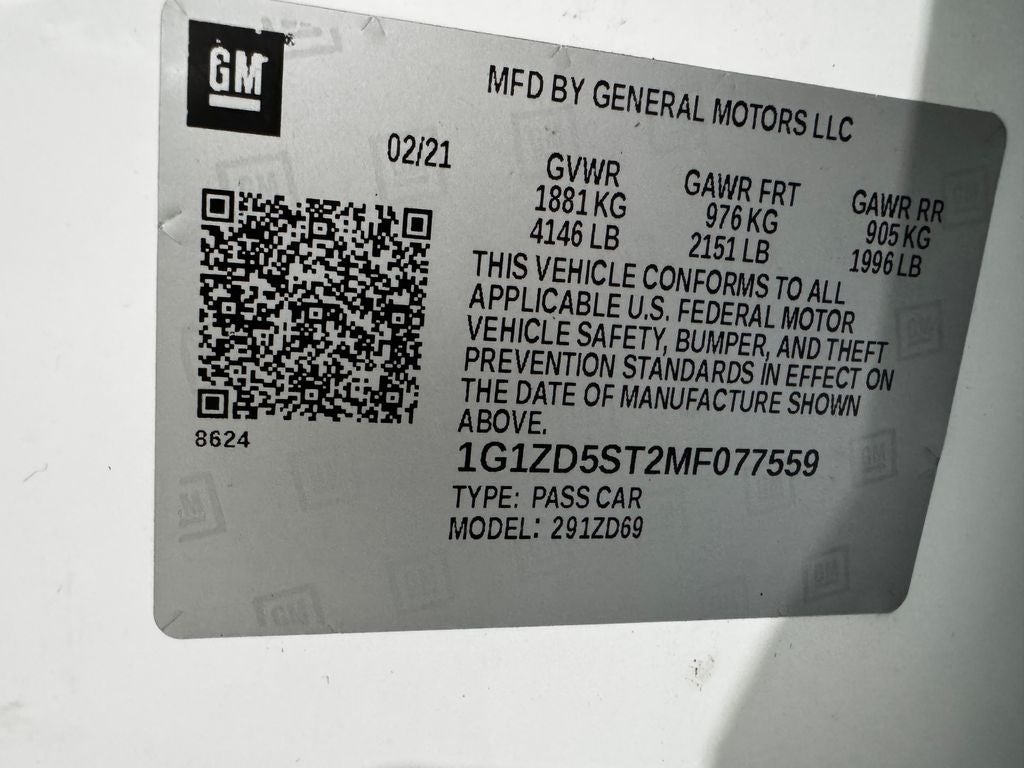 GM
MFD BY GENERAL MOTORS LLC
02/21
GVWR
1881 KG
4146 LB
GAWR FRT
976 KG
2151 LB
GAWR RR
905 KG
1996 LB
THIS VEHICLE CONFORMS TO ALL
APPLICABLE U.S. FEDERAL MOTOR
VEHICLE SAFETY, BUMPER, AND THEFT
PREVENTION STANDARDS IN EFFECT ON
THE DATE OF MANUFACTURE SHOWN
ABOVE.
8624
1G1ZD5ST2MF077559
TYPE: PASS CAR
MODEL: 291ZD69